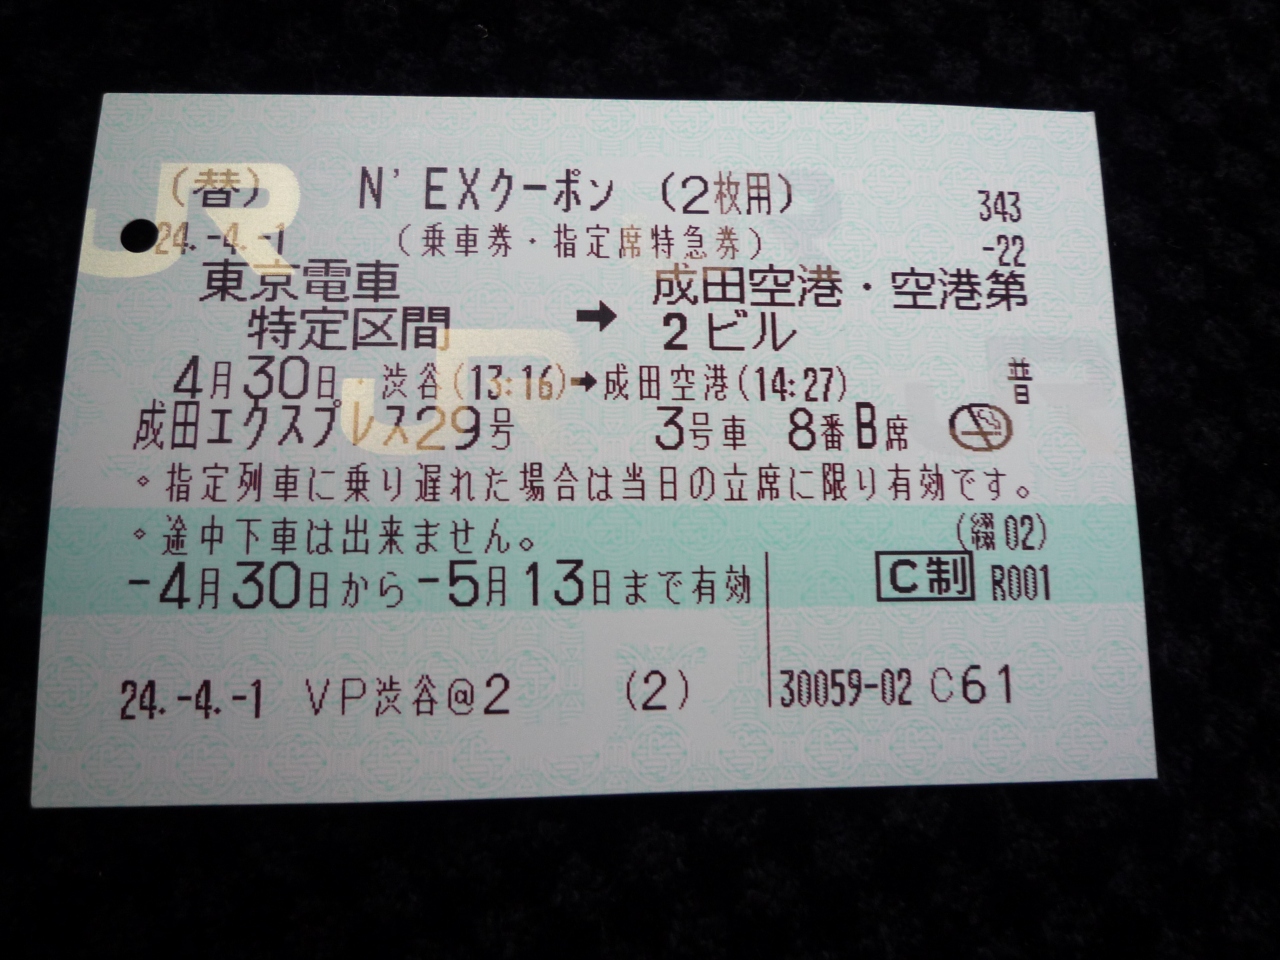 (替) N'EXクーポン (2枚用) 343
24.-4.-1 (乗車券・指定席特急券) -22
東京電車 成田空港・空港第
特定区間 ➡ 2ビル
4月30日 渋谷(13:16)➡成田空港(14:27) 普
成田エクスプレス29号 3号車 8番B席
。指定列車に乗り遅れた場合は当日の立席に限り有効です。
。途中下車は出来ません。 (綴02)
-4月30日から-5月13日まで有効 C制 R001
24.-4.-1 VP渋谷@2 (2) 30059-02 C61
JR
JR